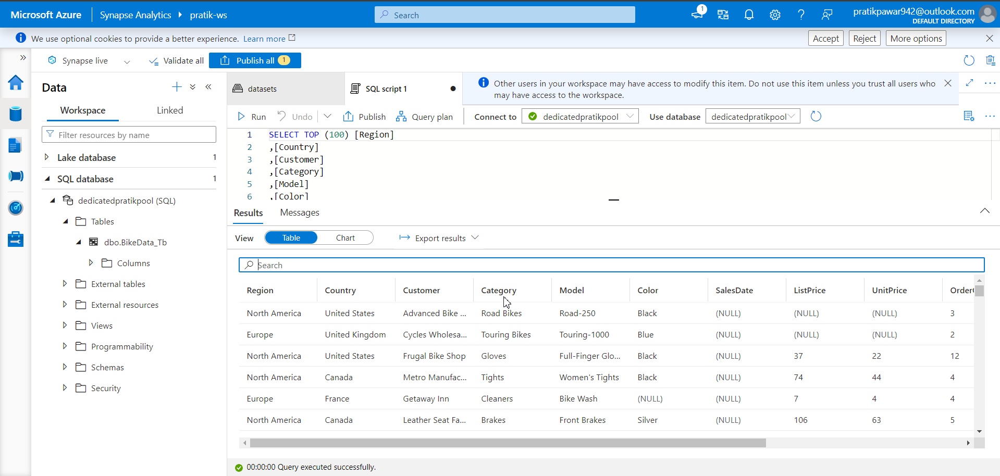 Microsoft Azure Synapse Analytics pratik-ws Search 1 pratikpawar942@outlook.com
DEFAULT DIRECTORY
We use optional cookies to provide a better experience. Learn more Accept Reject More options
Synapse live Validate all Publish all 1
Data
Workspace Linked
Filter resources by name
Lake database 1
SQL database 1
dedicatedpratikpool (SQL)
Tables
dbo.BikeData_Tb
Columns
External tables
External resources
Views
Programmability
Schemas
Security
datasets SQL script 1
Other users in your workspace may have access to modify this item. Do not use this item unless you trust all users who
may have access to the workspace.
Run Undo Publish Query plan Connect to dedicatedpratikpool Use database dedicatedpratikpool
1 SELECT TOP (100) [Region]
2 ,[Country]
3 ,[Customer]
4 ,[Category]
5 ,[Model]
6 ,[Color]
Results Messages
View Table Chart Export results
Search
Region Country Customer Category Model Color SalesDate ListPrice UnitPrice
North America United States Advanced Bike ... Road Bikes Road-250 Black (NULL) (NULL) (NULL) 3
Europe United Kingdom Cycles Wholesa... Touring Bikes Touring-1000 Blue (NULL) (NULL) (NULL) 2
North America United States Frugal Bike Shop Gloves Full-Finger Glo... Black (NULL) 37 22 12
North America Canada Metro Manufac... Tights Women's Tights Black (NULL) 74 44 4
Europe France Getaway Inn Cleaners Bike Wash (NULL) (NULL) 7 4 4
North America Canada Leather Seat Fa... Brakes Front Brakes Silver (NULL) 106 63 5
00:00:00 Query executed successfully.